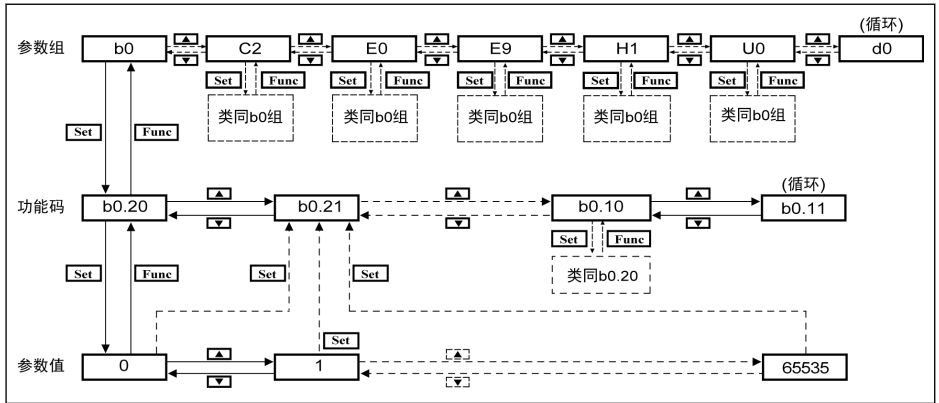 (循环)
参数组 b0 ▲ ▼ C2 ▲ ▼ E0 ▲ ▼ E9 ▲ ▼ H1 ▲ ▼ U0 ▲ ▼ d0
Set Func Set Func Set Func Set Func Set Func
类同b0组 类同b0组 类同b0组 类同b0组 类同b0组
Set Func
(循环)
功能码 b0.20 ▲ ▼ b0.21 ▲ ▼ b0.10 ▲ ▼ b0.11
Set Func
类同b0.20
Set Func Set Set
Set
参数值 0 ▲ ▼ 1 ▲ ▼ 65535